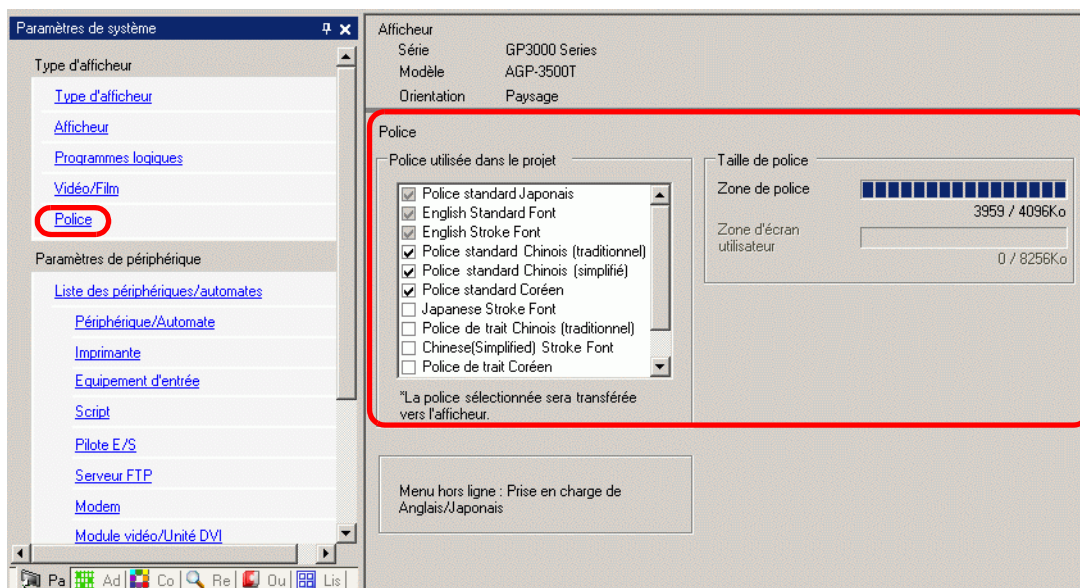 Paramètres de système
Type d'afficheur
Type d'afficheur
Afficheur
Programmes logiques
Vidéo/Film
Police
Paramètres de périphérique
Liste des périphériques/automates
Périphérique/Automate
Imprimante
Equipement d'entrée
Script
Pilote E/S
Serveur FTP
Modem
Module vidéo/Unité DVI
Pa
Ad
Co
Re
Ou
Lis
Afficheur
Série GP3000 Series
Modèle AGP-3500T
Orientation Paysage
Police
Police utilisée dans le projet
Police standard Japonais
English Standard Font
English Stroke Font
Police standard Chinois (traditionnel)
Police standard Chinois (simplifié)
Police standard Coréen
Japanese Stroke Font
Police de trait Chinois (traditionnel)
Chinese(Simplified) Stroke Font
Police de trait Coréen
*La police sélectionnée sera transférée
vers l'afficheur.
Taille de police
Zone de police
3959 / 4096Ko
Zone d'écran
utilisateur
0 / 8256Ko
Menu hors ligne : Prise en charge de
Anglais/Japonais